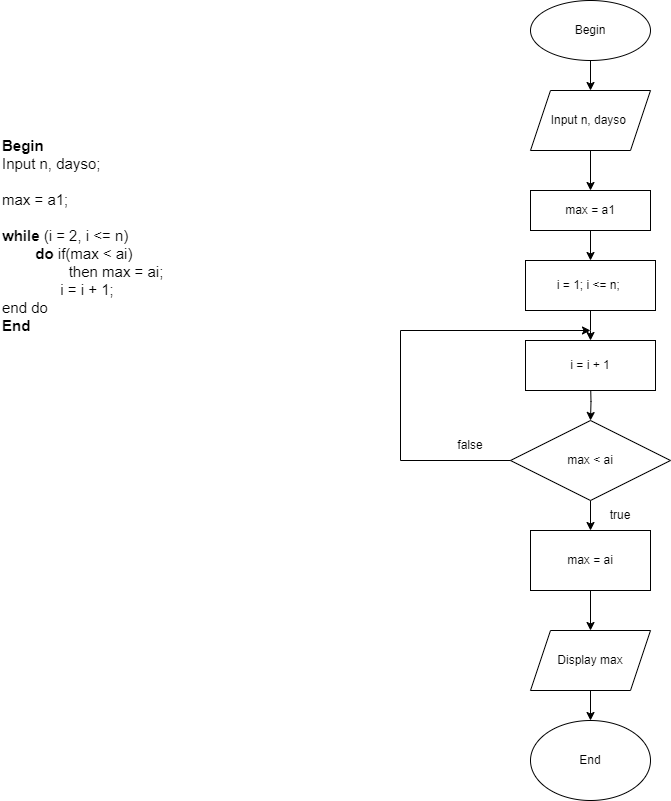 Begin
Input n, dayso;
max = a1;
while (i = 2, i <= n)
do if(max < ai)
then max = ai;
i = i + 1;
end do
End
Begin
Input n, dayso
max = a1
i = 1; i <= n;
i = i + 1
false
max < ai
true
max = ai
Display max
End